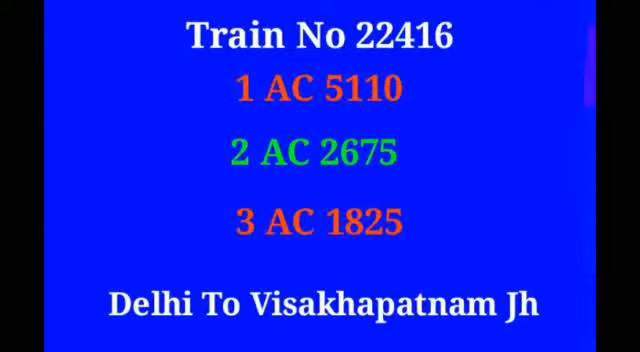 Train No 22416
1 AC 5110
2 AC 2675
3 AC 1825
Delhi To Visakhapatnam Jh